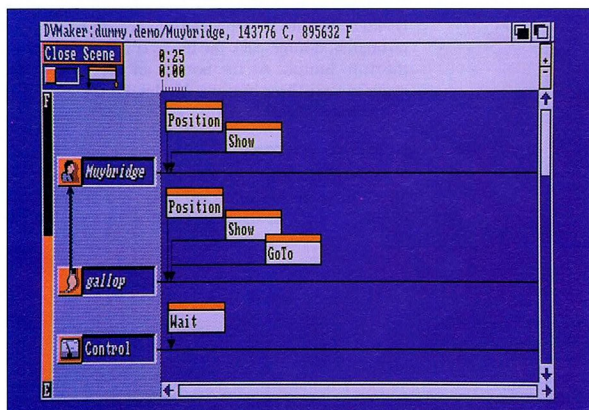 DVMaker:dummy.demo/Muybridge, 143776 C, 895632 F
Close Scene
0:25
0:00
+
-
F
Position
Show
Muybridge
Position
Show
GoTo
gallop
Wait
Control
E